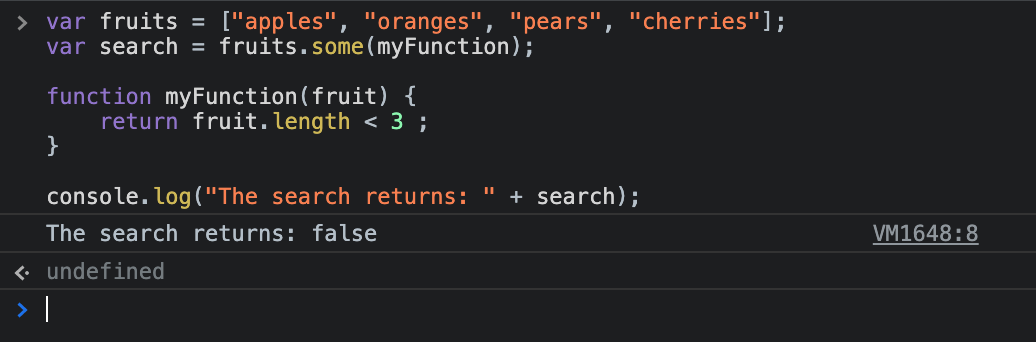 var fruits = ["apples", "oranges", "pears", "cherries"];
var search = fruits.some(myFunction);
function myFunction(fruit) {
    return fruit.length < 3 ;
}
console.log("The search returns: " + search);
The search returns: false VM1648:8
undefined